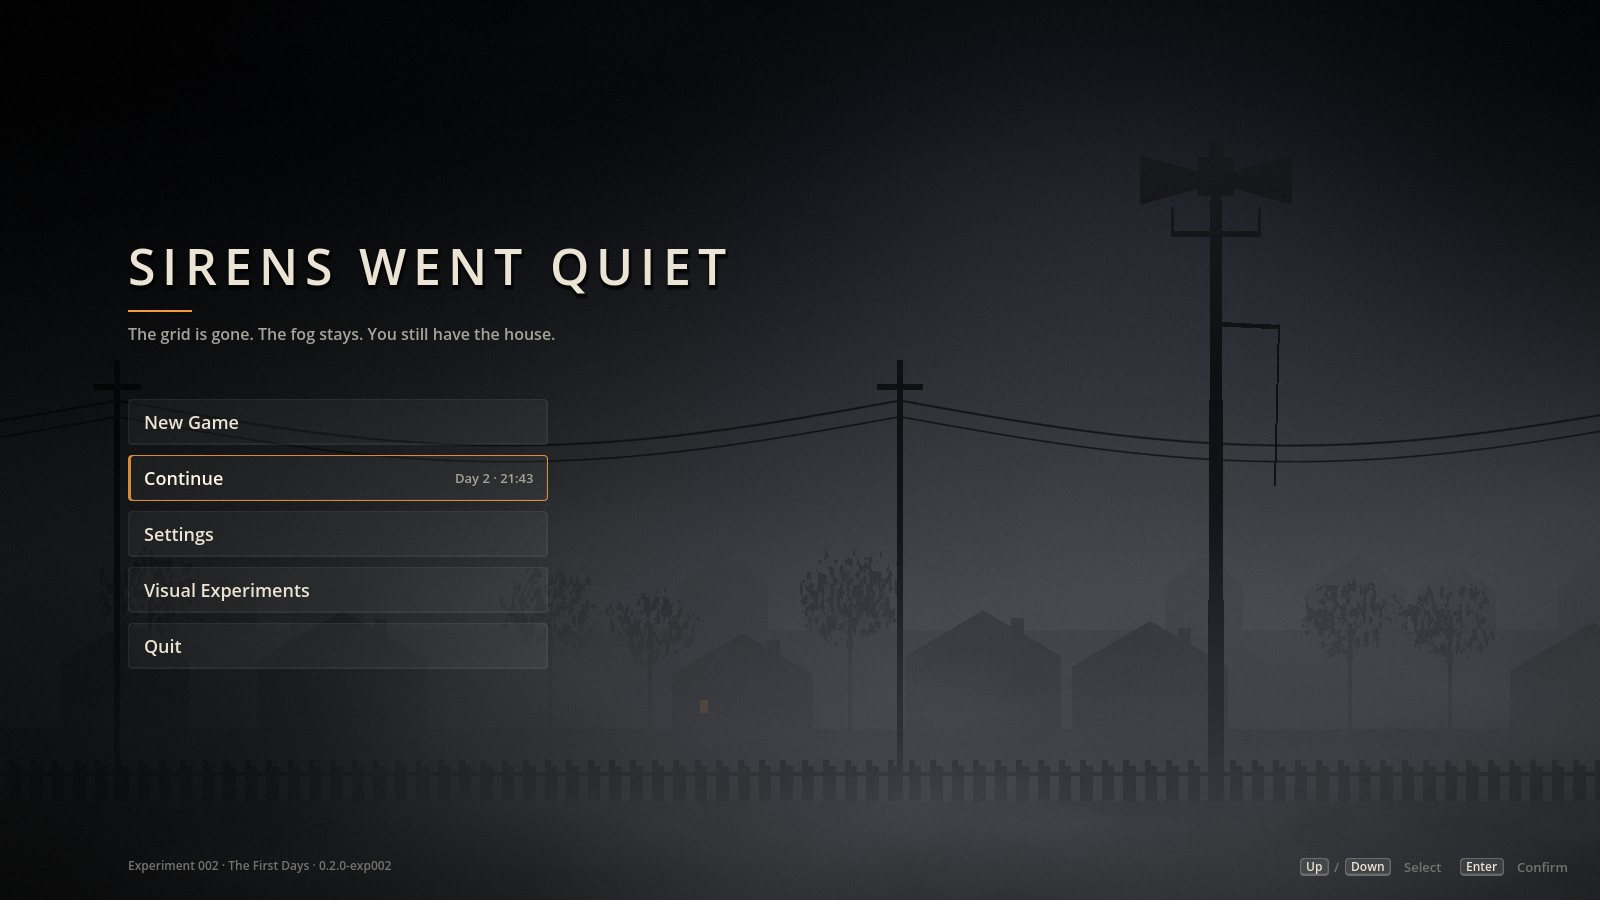 SIRENS WENT QUIET
The grid is gone. The fog stays. You still have the house.
New Game
Continue Day 2 · 21:43
Settings
Visual Experiments
Quit
Experiment 002 · The First Days · 0.2.0-exp002
Up / Down Select Enter Confirm